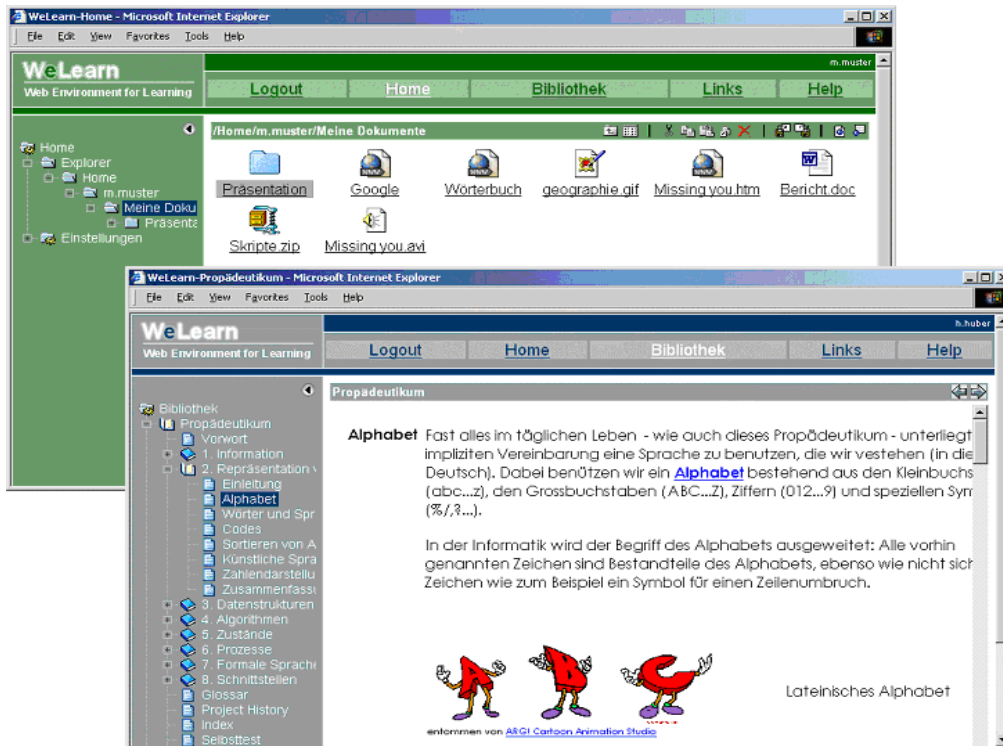 WeLearn-Home - Microsoft Internet Explorer
File Edit View Favorites Tools Help
WeLearn
Web Environment for Learning
m.muster
Logout Home Bibliothek Links Help
/Home/m.muster/Meine Dokumente
Home
Explorer
Home
m.muster
Meine Doku
Präsenta
Einstellungen
Präsentation Google Wörterbuch geographie.gif Missing you.htm Bericht.doc
Skripte.zip Missing you.avi
WeLearn-Propädeutikum - Microsoft Internet Explorer
File Edit View Favorites Tools Help
WeLearn
Web Environment for Learning
h.huber
Logout Home Bibliothek Links Help
Bibliothek
Propädeutikum
Vorwort
1. Information
2. Repräsentation v
Einleitung
Alphabet
Wörter und Spr
Codes
Sortieren von A
Künstliche Spra
Zahlendarstellu
Zusammenfassu
3. Datenstrukturen
4. Algorithmen
5. Zustände
6. Prozesse
7. Formale Sprache
8. Schnittstellen
Glossar
Project History
Index
Selbsttest
Propädeutikum
Alphabet Fast alles im täglichen Leben - wie auch dieses Propädeutikum - unterliegt
impliziten Vereinbarung eine Sprache zu benutzen, die wir vestehen (in die
Deutsch). Dabei benützen wir ein Alphabet bestehend aus den Kleinbuchs
(abc...z), den Grossbuchstaben (ABC...Z), Ziffern (012...9) und speziellen Sym
(%/,?...).
In der Informatik wird der Begriff des Alphabets ausgeweitet: Alle vorhin
genannten Zeichen sind Bestandteile des Alphabets, ebenso wie nicht sich
Zeichen wie zum Beispiel ein Symbol für einen Zeilenumbruch.
A B C
Lateinisches Alphabet
entommen von ARG! Cartoon Animation Studio